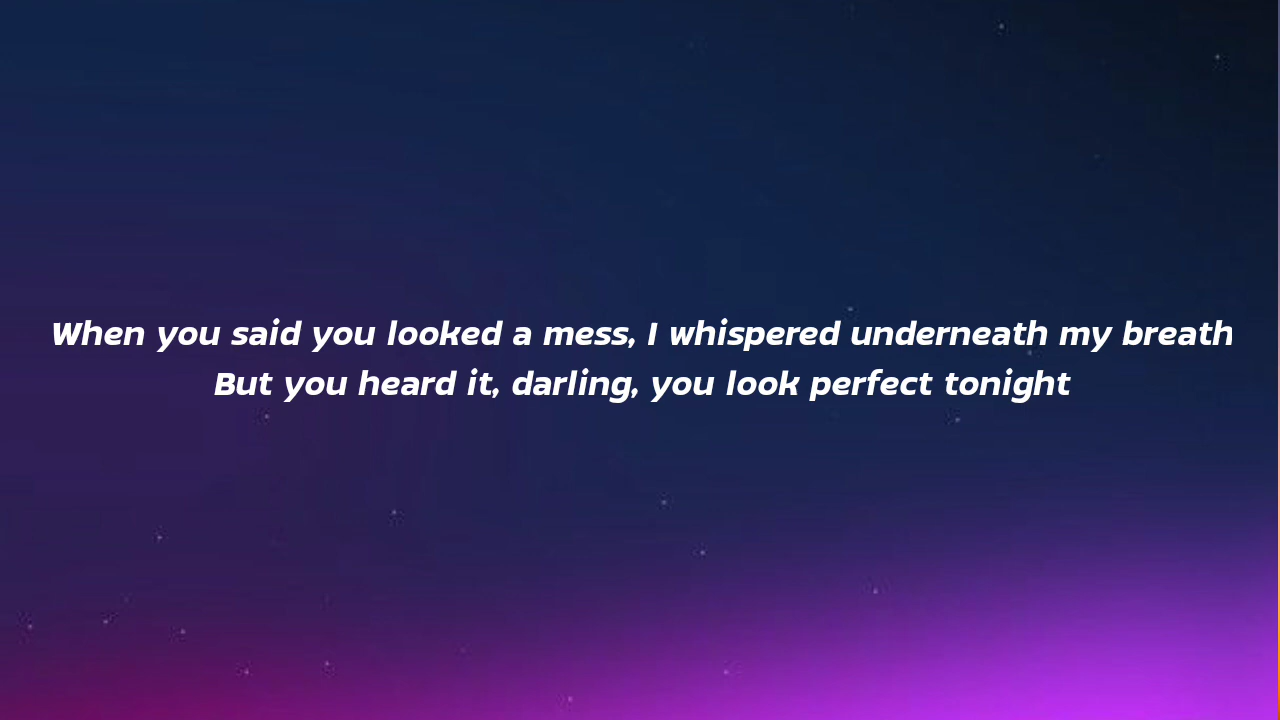 When you said you looked a mess, I whispered underneath my breath
But you heard it, darling, you look perfect tonight